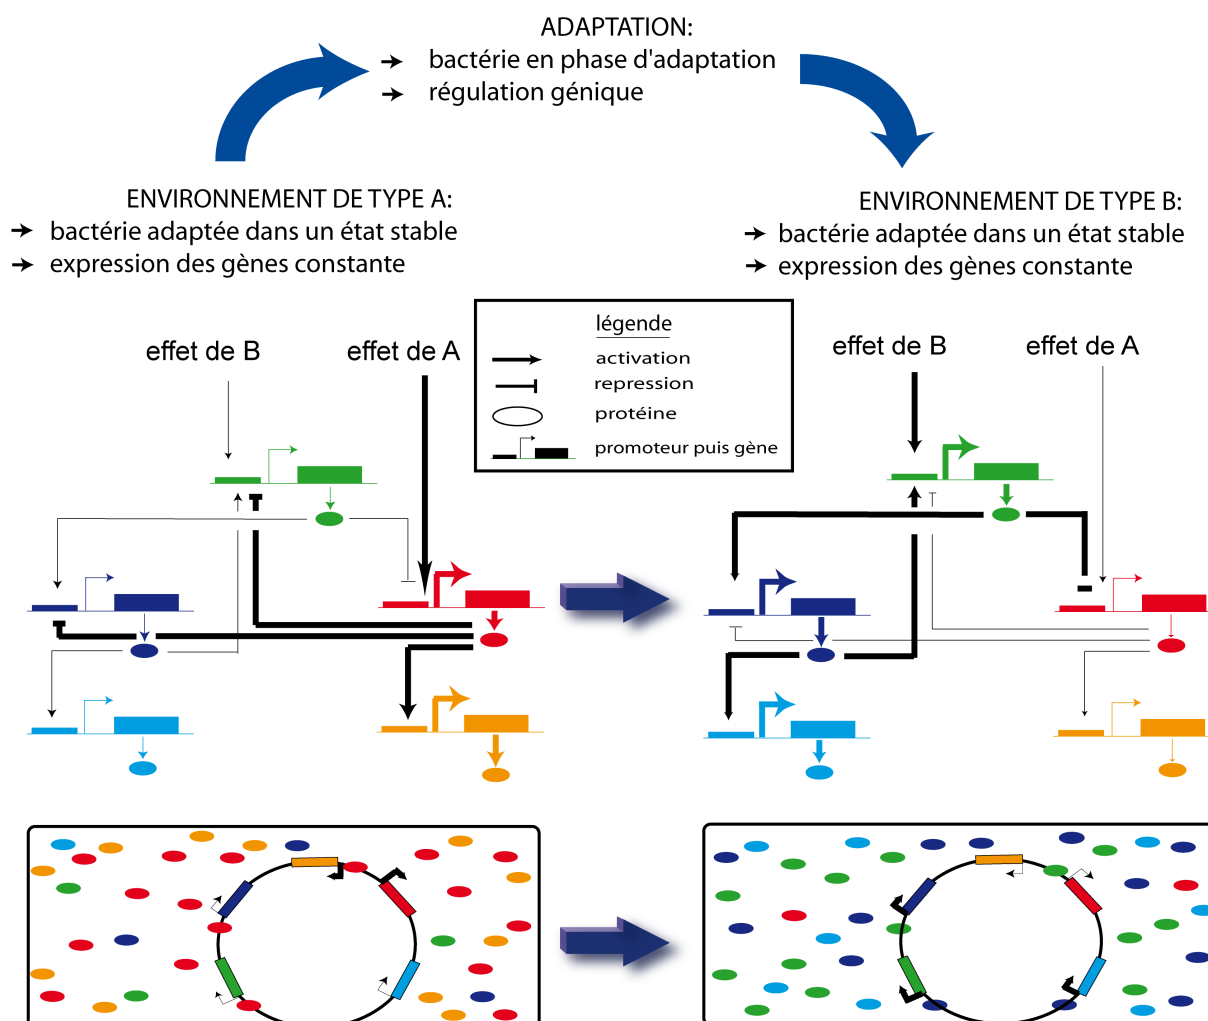 ADAPTATION:
bactérie en phase d'adaptation
régulation génique
ENVIRONNEMENT DE TYPE A:
bactérie adaptée dans un état stable
expression des gènes constante
ENVIRONNEMENT DE TYPE B:
bactérie adaptée dans un état stable
expression des gènes constante
légende
activation
repression
protéine
promoteur puis gène
effet de B
effet de A
effet de B
effet de A